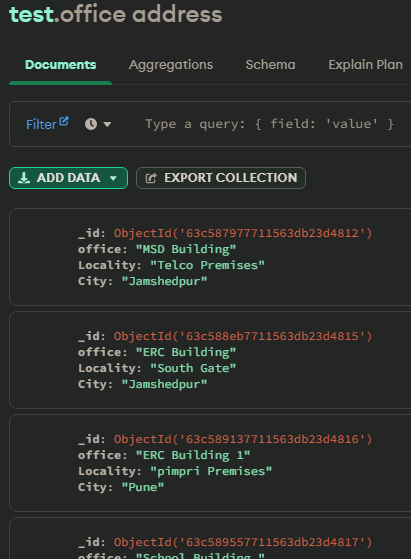 test.office address
Documents Aggregations Schema Explain Plan
Filter Type a query: { field: 'value' }
ADD DATA EXPORT COLLECTION
_id: ObjectId('63c587977711563db23d4812')
office: "MSD Building"
Locality: "Telco Premises"
City: "Jamshedpur"
_id: ObjectId('63c588eb7711563db23d4815')
office: "ERC Building"
Locality: "South Gate"
City: "Jamshedpur"
_id: ObjectId('63c589137711563db23d4816')
office: "ERC Building 1"
Locality: "pimpri Premises"
City: "Pune"
_id: ObjectId('63c589557711563db23d4817')
office: "School Building "